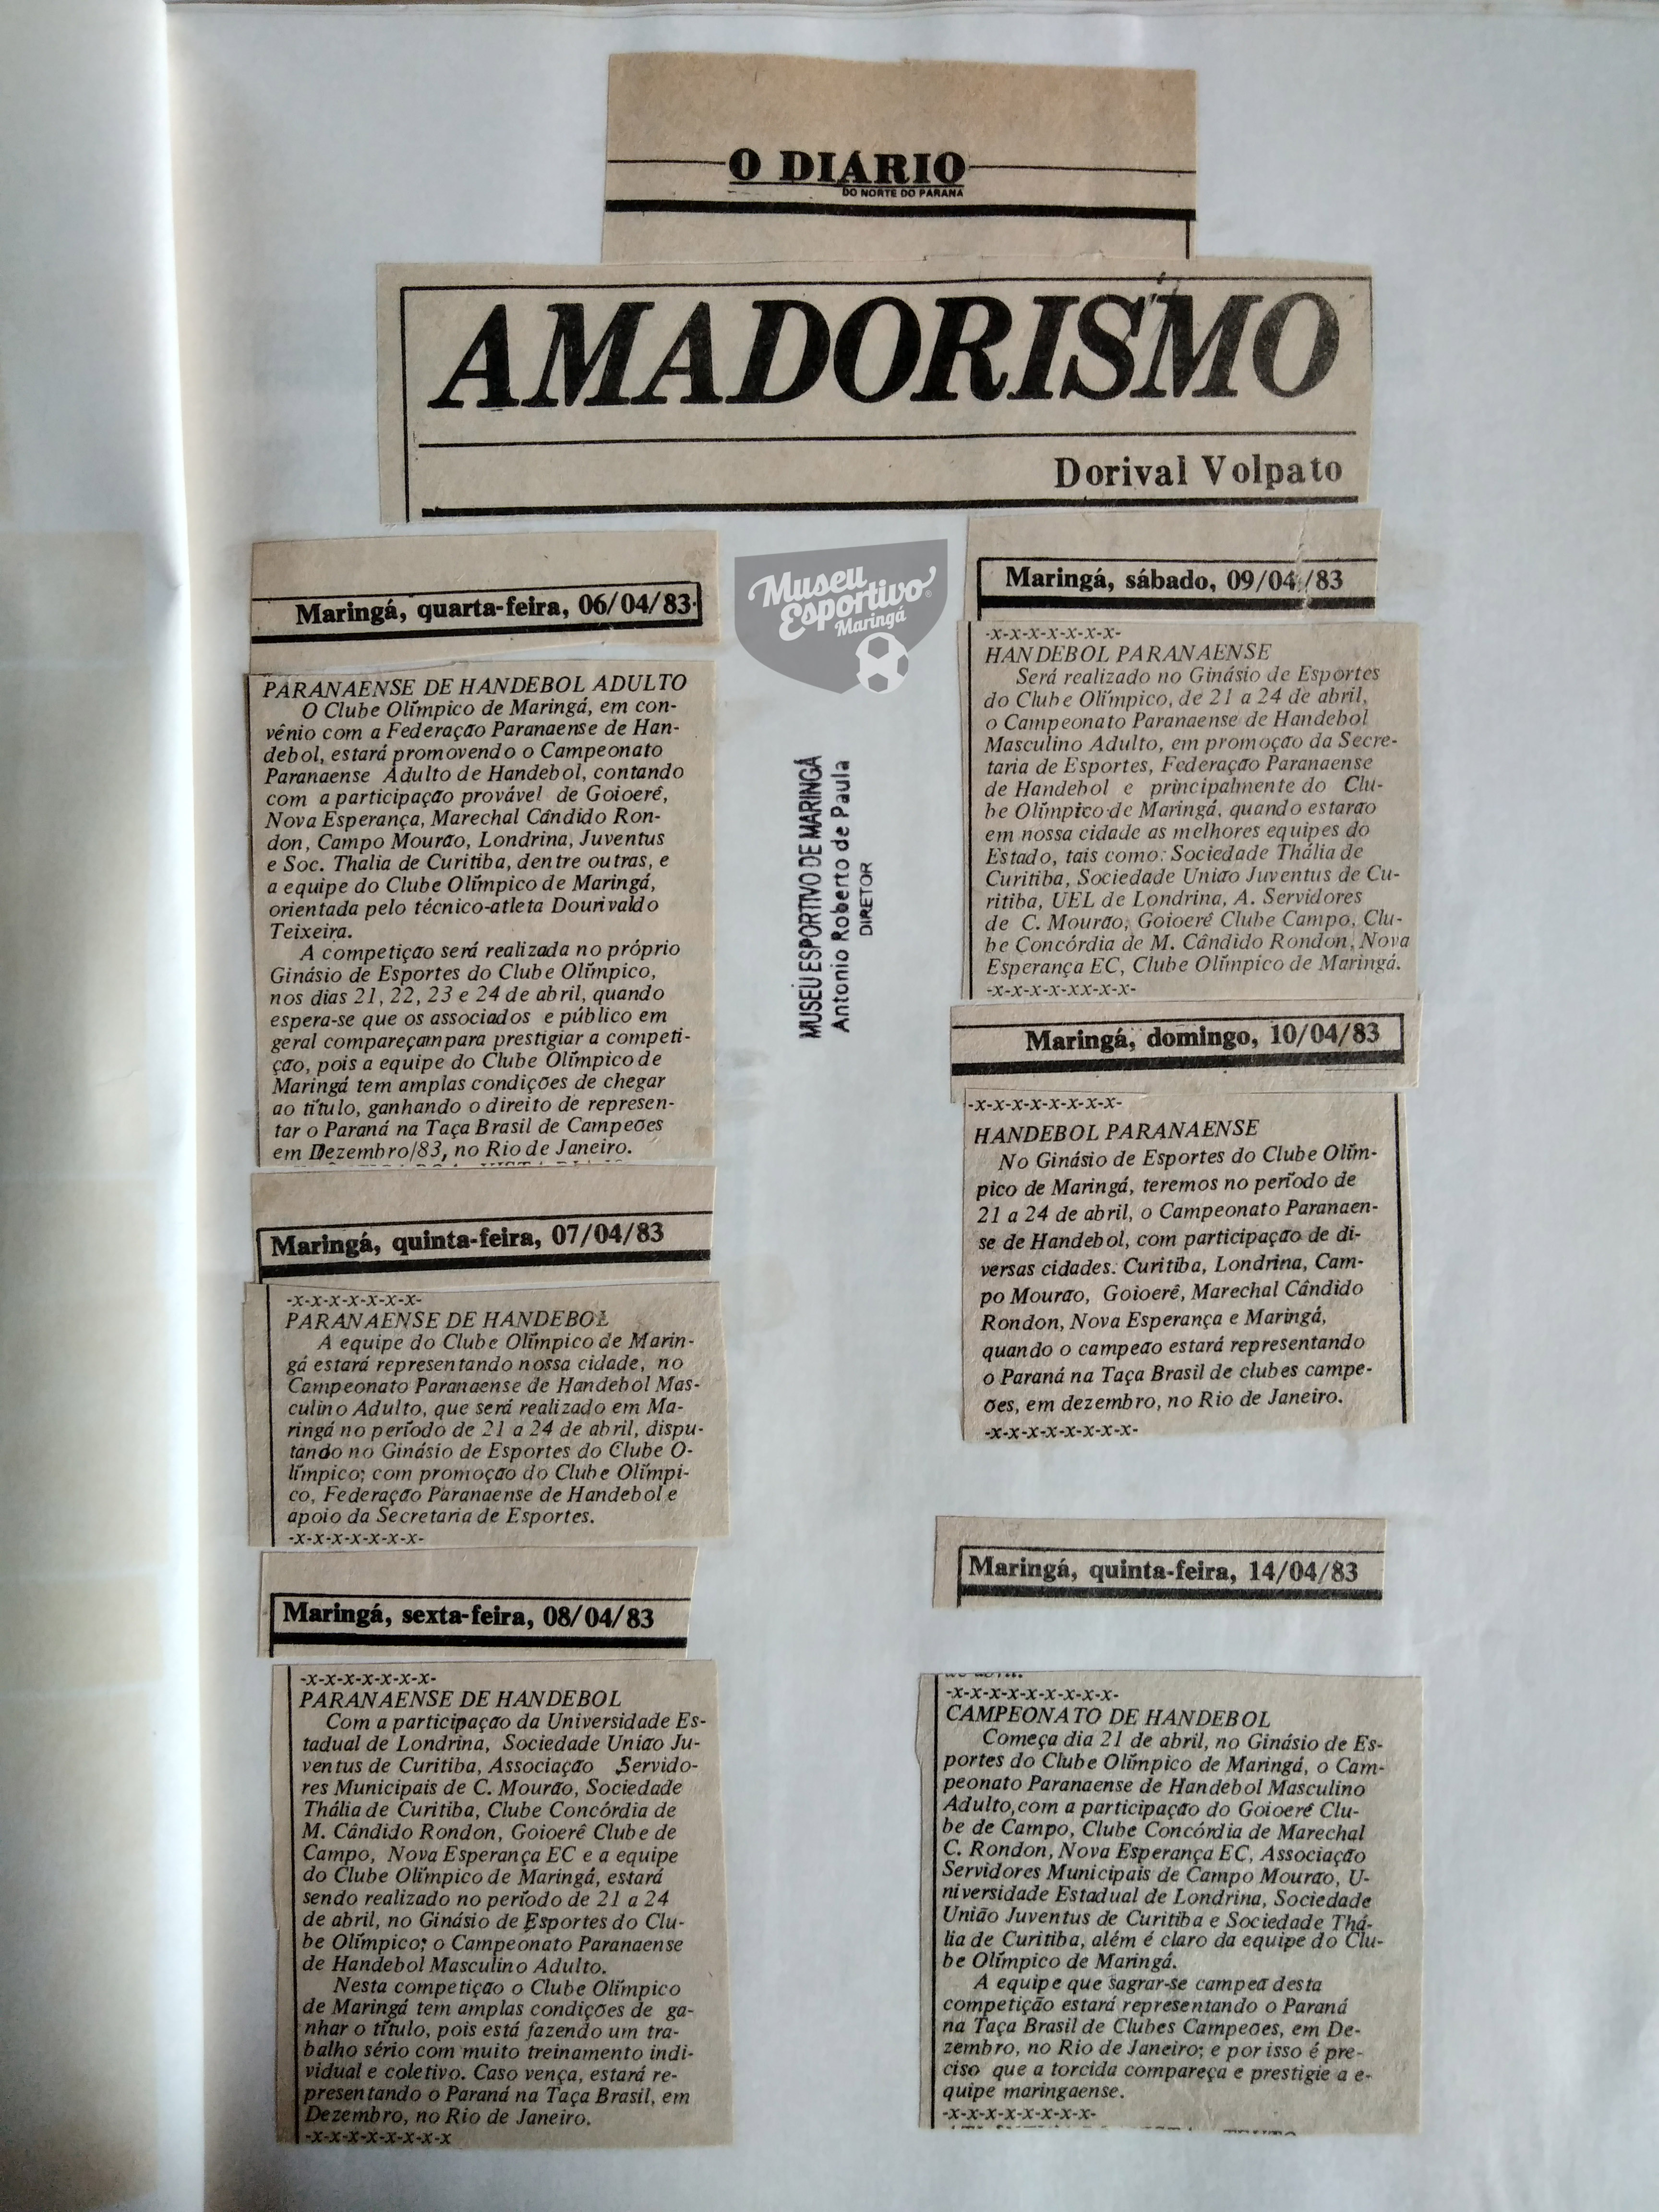 O DIÁRIO
DO NORTE DO PARANÁ
AMADORISMO
Dorival Volpato
Maringá, quarta-feira, 06/04/83
PARANAENSE DE HANDEBOL ADULTO
O Clube Olímpico de Maringá, em con-
vênio com a Federação Paranaense de Han-
debol, estará promovendo o Campeonato
Paranaense Adulto de Handebol, contando
com a participação provável de Goioerê,
Nova Esperança, Marechal Cândido Ron-
don, Campo Mourão, Londrina, Juventus
e Soc. Thalia de Curitiba, dentre outras, e
a equipe do Clube Olímpico de Maringá,
orientada pelo técnico-atleta Dourivaldo
Teixeira.
A competição será realizada no próprio
Ginásio de Esportes do Clube Olímpico,
nos dias 21, 22, 23 e 24 de abril, quando
espera-se que os associados e público em
geral compareçam para prestigiar a competi-
ção, pois a equipe do Clube Olímpico de
Maringá tem amplas condições de chegar
ao título, ganhando o direito de represen-
tar o Paraná na Taça Brasil de Campeões
em Dezembro/83, no Rio de Janeiro.
Maringá, quinta-feira, 07/04/83
-x-x-x-x-x-x-x-
PARANAENSE DE HANDEBOL
A equipe do Clube Olímpico de Marin-
gá estará representando nossa cidade, no
Campeonato Paranaense de Handebol Mas-
culino Adulto, que será realizado em Ma-
ringá no período de 21 a 24 de abril, dispu-
tando no Ginásio de Esportes do Clube O-
límpico; com promoção do Clube Olímpi-
co, Federação Paranaense de Handebol e
apoio da Secretaria de Esportes.
-x-x-x-x-x-x-x-
Maringá, sexta-feira, 08/04/83
-x-x-x-x-x-x-x-
PARANAENSE DE HANDEBOL
Com a participação da Universidade Es-
tadual de Londrina, Sociedade União Ju-
ventus de Curitiba, Associação Servido-
res Municipais de C. Mourão, Sociedade
Thália de Curitiba, Clube Concórdia de
M. Cândido Rondon, Goioerê Clube de
Campo, Nova Esperança EC e a equipe
do Clube Olímpico de Maringá, estará
sendo realizado no período de 21 a 24
de abril, no Ginásio de Esportes do Clu-
be Olímpico; o Campeonato Paranaense
de Handebol Masculino Adulto.
Nesta competição o Clube Olímpico
de Maringá tem amplas condições de ga-
nhar o título, pois está fazendo um tra-
balho sério com muito treinamento indi-
vidual e coletivo. Caso vença, estará re-
presentando o Paraná na Taça Brasil, em
Dezembro, no Rio de Janeiro.
-x-x-x-x-x-x-x-x
Museu
Esportivo
Maringá
MUSEU ESPORTIVO DE MARINGÁ
Antonio Roberto de Paula
DIRETOR
Maringá, sábado, 09/04/83
-x-x-x-x-x-x-x-
HANDEBOL PARANAENSE
Será realizado no Ginásio de Esportes
do Clube Olímpico, de 21 a 24 de abril,
o Campeonato Paranaense de Handebol
Masculino Adulto, em promoção da Secre-
taria de Esportes, Federação Paranaense
de Handebol e principalmente do Clu-
be Olímpico de Maringá, quando estarão
em nossa cidade as melhores equipes do
Estado, tais como: Sociedade Thália de
Curitiba, Sociedade União Juventus de Cu-
ritiba, UEL de Londrina, A. Servidores
de C. Mourão, Goioerê Clube Campo, Clu-
be Concórdia de M. Cândido Rondon, Nova
Esperança EC, Clube Olímpico de Maringá.
-x-x-x-x-xx-x-x-
Maringá, domingo, 10/04/83
-x-x-x-x-x-x-x-x-
HANDEBOL PARANAENSE
No Ginásio de Esportes do Clube Olím-
pico de Maringá, teremos no período de
21 a 24 de abril, o Campeonato Paranaen-
se de Handebol, com participação de di-
versas cidades. Curitiba, Londrina, Cam-
po Mourão, Goioerê, Marechal Cândido
Rondon, Nova Esperança e Maringá,
quando o campeão estará representando
o Paraná na Taça Brasil de clubes campe-
ões, em dezembro, no Rio de Janeiro.
-x-x-x-x-x-x-x-x-
Maringá, quinta-feira, 14/04/83
-x-x-x-x-x-x-x-x-x-
CAMPEONATO DE HANDEBOL
Começa dia 21 de abril, no Ginásio de Es-
portes do Clube Olímpico de Maringá, o Cam-
peonato Paranaense de Handebol Masculino
Adulto, com a participação do Goioerê Clu-
be de Campo, Clube Concórdia de Marechal
C. Rondon, Nova Esperança EC, Associação
Servidores Municipais de Campo Mourão, U-
niversidade Estadual de Londrina, Sociedade
União Juventus de Curitiba e Sociedade Thá-
lia de Curitiba, além é claro da equipe do Clu-
be Olímpico de Maringá.
A equipe que sagrar-se campeã desta
competição estará representando o Paraná
na Taça Brasil de Clubes Campeões, em De-
zembro, no Rio de Janeiro; e por isso é pre-
ciso que a torcida compareça e prestigie a e-
quipe maringaense.
-x-x-x-x-x-x-x-x-